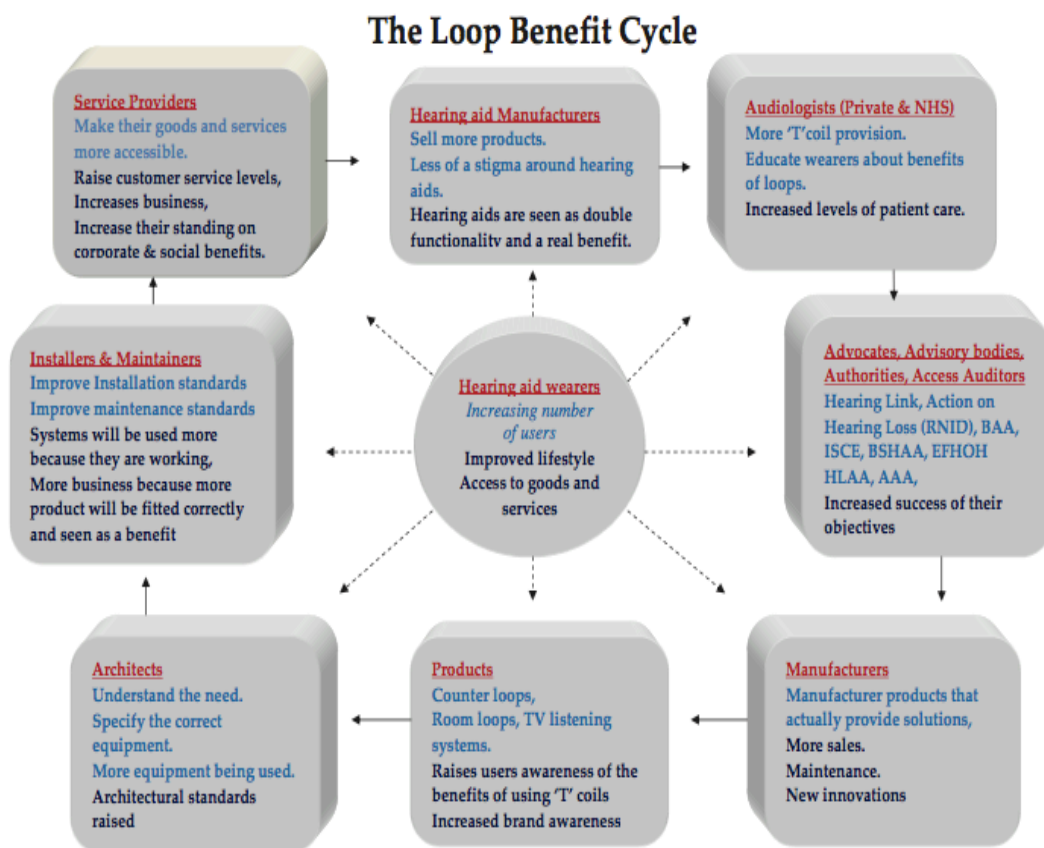 The Loop Benefit Cycle
Service Providers
Make their goods and services
more accessible.
Raise customer service levels,
Increases business,
Increase their standing on
corporate & social benefits.
Hearing aid Manufacturers
Sell more products.
Less of a stigma around hearing
aids.
Hearing aids are seen as double
functionality and a real benefit.
Audiologists (Private & NHS)
More ‘T’coil provision.
Educate wearers about benefits
of loops.
Increased levels of patient care.
Installers & Maintainers
Improve Installation standards
Improve maintenance standards
Systems will be used more
because they are working,
More business because more
product will be fitted correctly
and seen as a benefit
Hearing aid wearers
Increasing number
of users
Improved lifestyle
Access to goods and
services
Advocates, Advisory bodies,
Authorities, Access Auditors
Hearing Link, Action on
Hearing Loss (RNID), BAA,
ISCE, BSHAA, EFHOH
HLAA, AAA,
Increased success of their
objectives
Architects
Understand the need.
Specify the correct
equipment.
More equipment being used.
Architectural standards
raised
Products
Counter loops,
Room loops, TV listening
systems.
Raises users awareness of the
benefits of using ‘T’ coils
Increased brand awareness
Manufacturers
Manufacturer products that
actually provide solutions,
More sales.
Maintenance.
New innovations